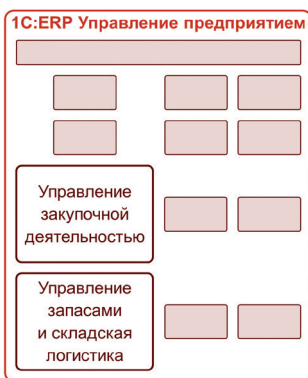 1С:ERP Управление предприятием
Управление
закупочной
деятельностью
Управление
запасами
и складская
логистика